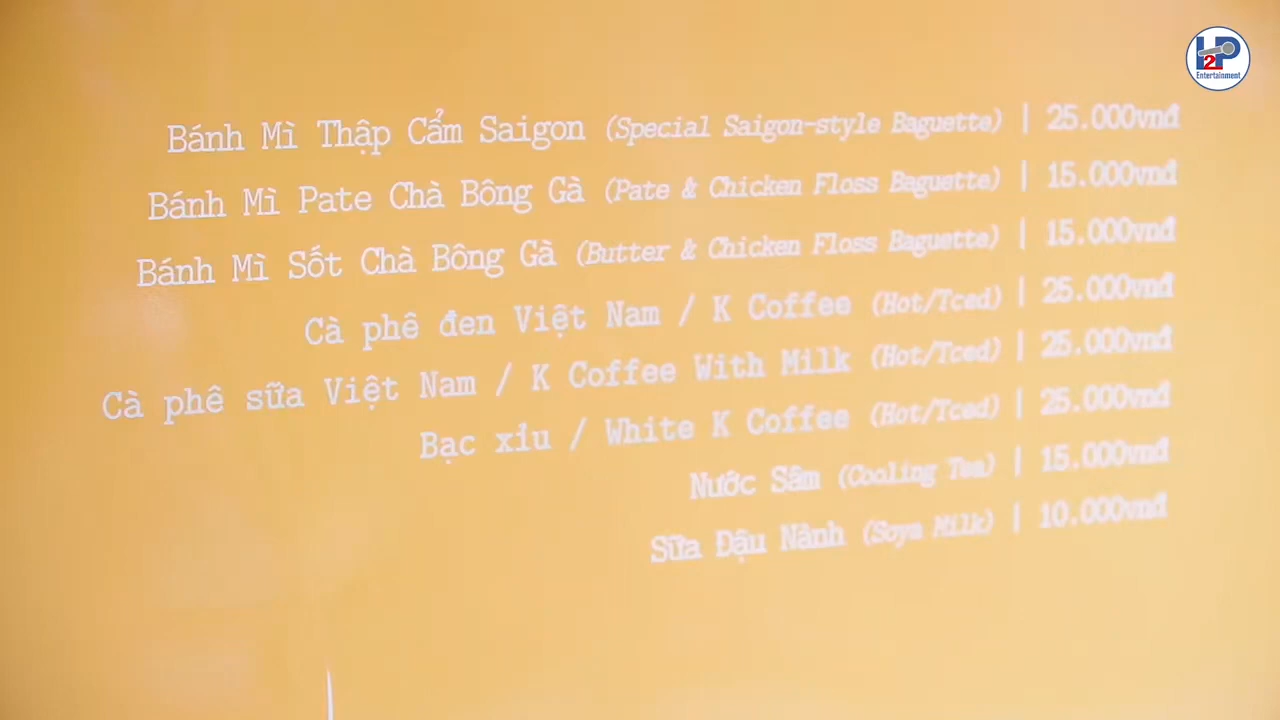 H2P
Entertainment
Bánh Mì Thập Cẩm Saigon (Special Saigon-style Baguette) | 25.000vnđ
Bánh Mì Pate Chà Bông Gà (Pate & Chicken Floss Baguette) | 15.000vnđ
Bánh Mì Sốt Chà Bông Gà (Butter & Chicken Floss Baguette) | 15.000vnđ
Cà phê đen Việt Nam / K Coffee (Hot/Iced) | 25.000vnđ
Cà phê sữa Việt Nam / K Coffee With Milk (Hot/Iced) | 25.000vnđ
Bạc xỉu / White K Coffee (Hot/Iced) | 25.000vnđ
Nước Sâm (Cooling Tea) | 15.000vnđ
Sữa Đậu Nành (Soya Milk) | 10.000vnđ